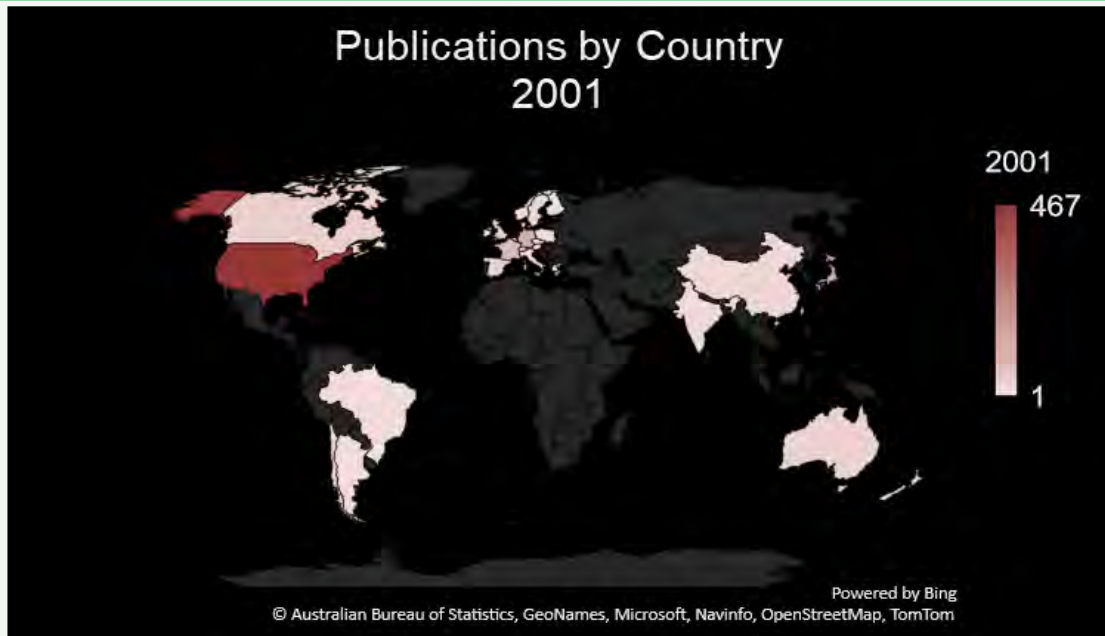 Publications by Country
2001
2001
467
1
Powered by Bing
© Australian Bureau of Statistics, GeoNames, Microsoft, Navinfo, OpenStreetMap, TomTom